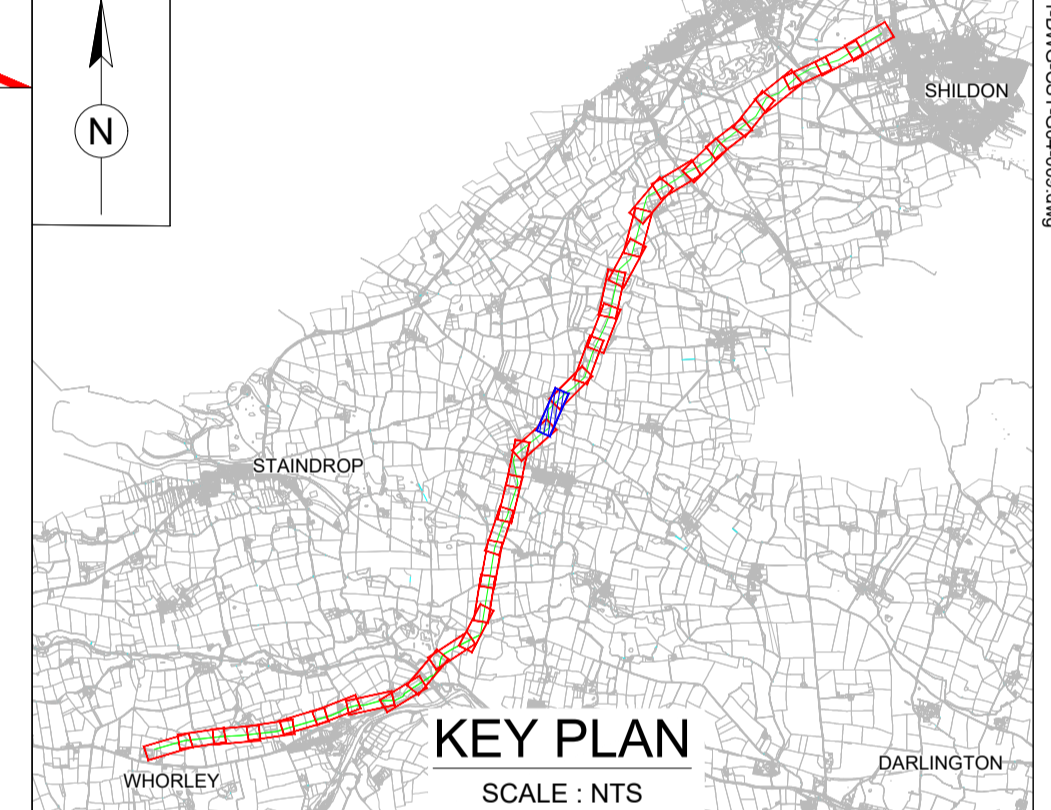 N
SHILDON
STAINDROP
KEY PLAN
SCALE : NTS
WHORLEY
DARLINGTON